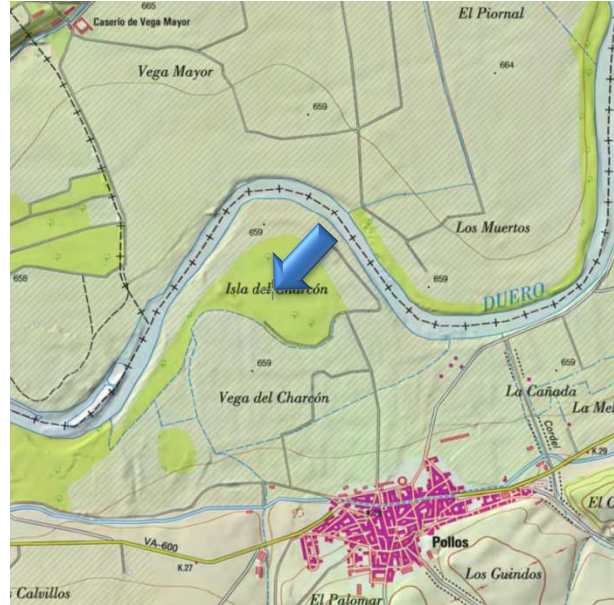 665
El Piornal
Caserío de Vega Mayor
Vega Mayor
664
659
659
Los Muertos
658
659
Isla del Charcón
DUERO
659
659
Vega del Charcón
La Cañada
La Mel
Cordel
K.29
El C
VA-600
Pollos
K.27
Los Guindos
s Calvillos
El Palomar